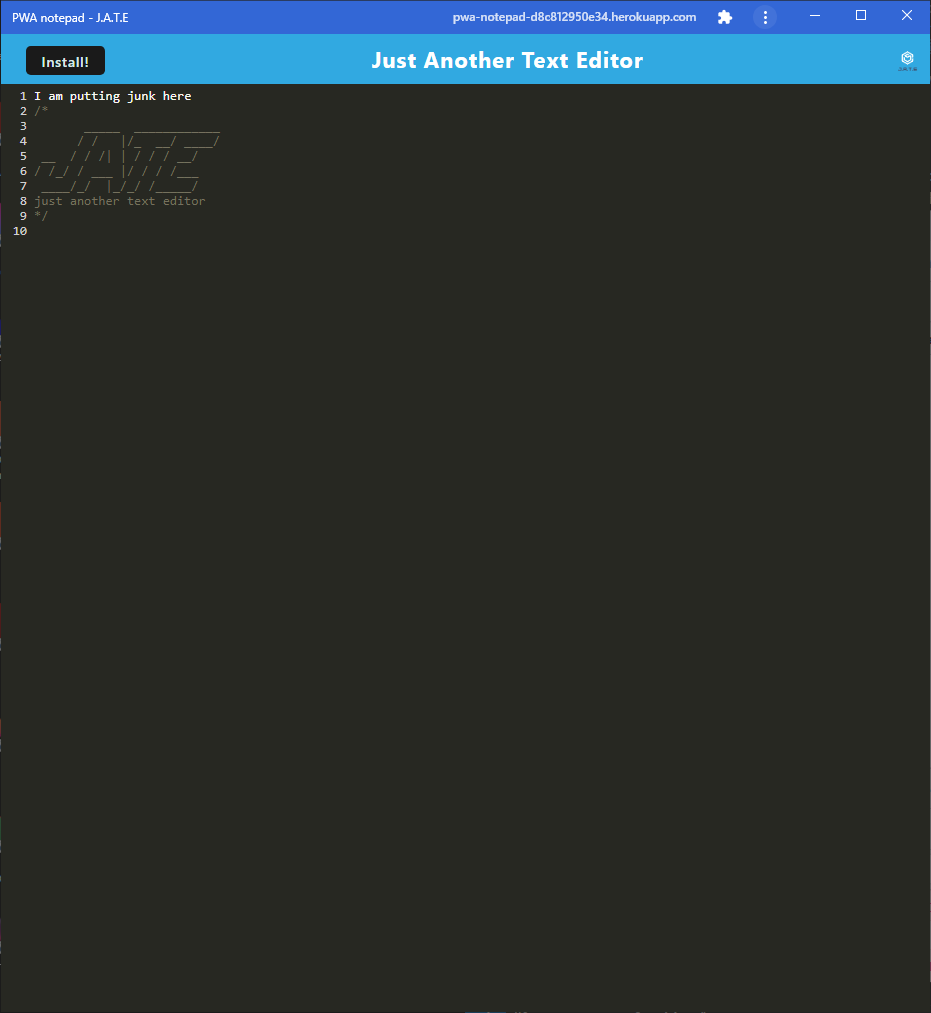 PWA notepad - J.A.T.E
pwa-notepad-d8c812950e34.herokuapp.com
Install!
Just Another Text Editor
1 I am putting junk here
2 /*
3        _____  ____________
4       / /   |/_  __/ ____/
5  __  / / /| | / / / __/
6 / /_/ / ___ |/ / / /___
7  ____/_/  |_/_/ /_____/
8 just another text editor
9 */
10